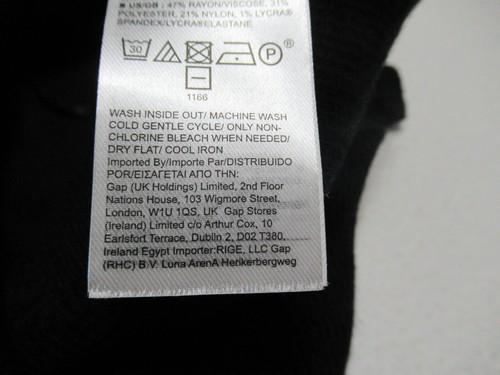 ■ US/GB : 47% RAYON/VISCOSE, 31%
POLYESTER, 21% NYLON, 1% LYCRA®
SPANDEX/LYCRA®ELASTANE
30 P ®
1166
WASH INSIDE OUT/ MACHINE WASH
COLD GENTLE CYCLE/ ONLY NON-
CHLORINE BLEACH WHEN NEEDED/
DRY FLAT/ COOL IRON
Imported By/Importe Par/DISTRIBUIDO
POR/ΕΙΣΑΓΕΤΑΙ ΑΠΟ ΤΗΝ:
Gap (UK Holdings) Limited, 2nd Floor
Nations House, 103 Wigmore Street,
London, W1U 1QS, UK Gap Stores
(Ireland) Limited c/o Arthur Cox, 10
Earlsfort Terrace, Dublin 2, D02 T380,
Ireland Egypt Importer:RIGE, LLC Gap
(RHC) B.V. Luna ArenA Herikerbergweg